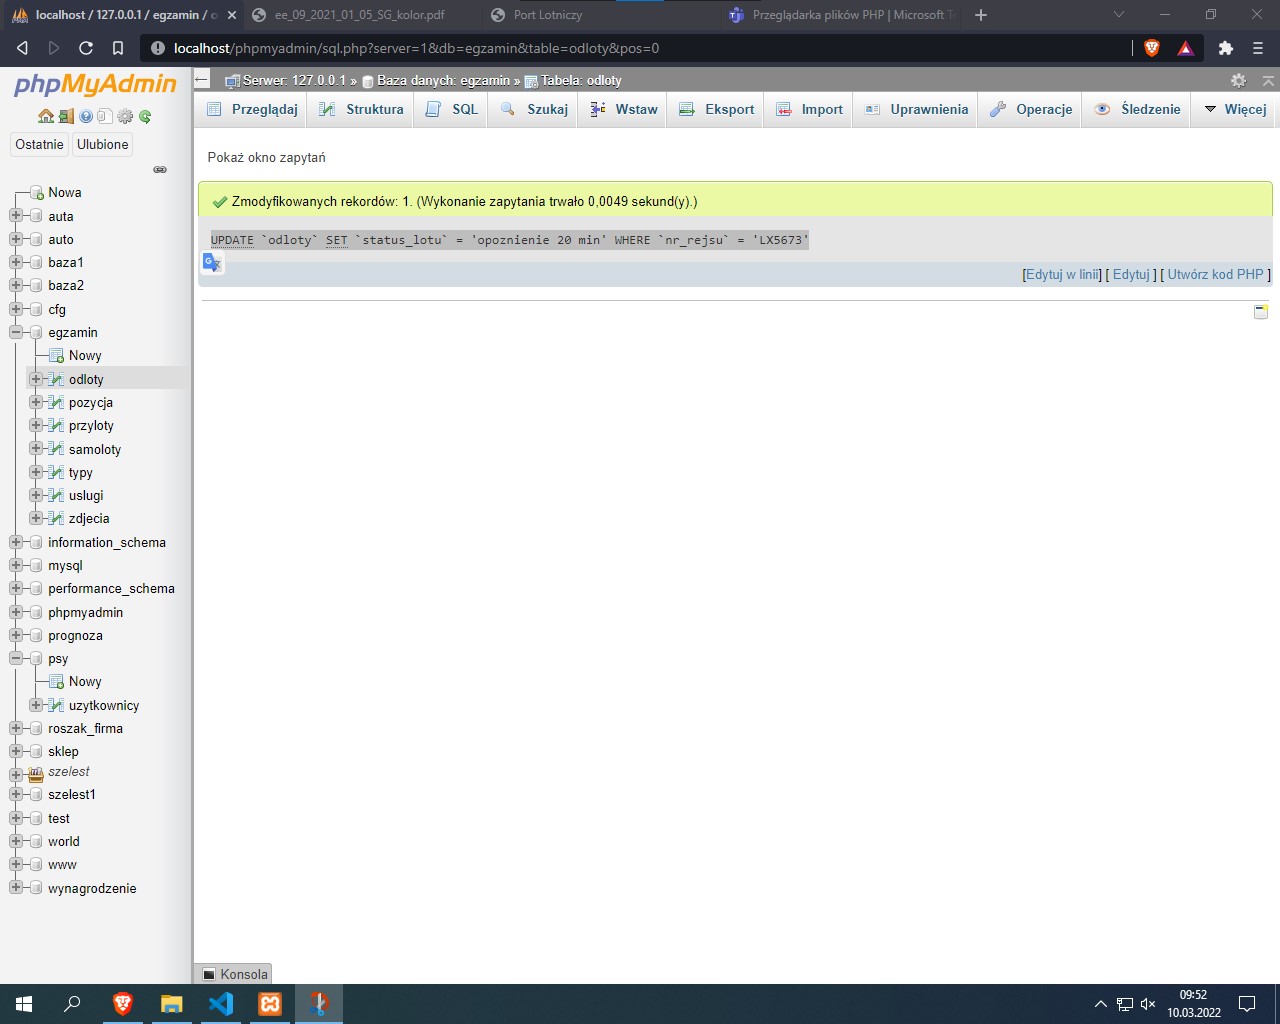 localhost / 127.0.0.1 / egzamin / o
ee_09_2021_01_05_SG_kolor.pdf
Port Lotniczy
Przeglądarka plików PHP | Microsoft T
localhost/phpmyadmin/sql.php?server=1&db=egzamin&table=odloty&pos=0
phpMyAdmin
Ostatnie
Ulubione
Nowa
auta
auto
baza1
baza2
cfg
egzamin
Nowy
odloty
pozycja
przyloty
samoloty
typy
uslugi
zdjecia
information_schema
mysql
performance_schema
phpmyadmin
prognoza
psy
Nowy
uzytkownicy
roszak_firma
sklep
szelest
szelest1
test
world
www
wynagrodzenie
Serwer: 127.0.0.1 » Baza danych: egzamin » Tabela: odloty
Przeglądaj
Struktura
SQL
Szukaj
Wstaw
Eksport
Import
Uprawnienia
Operacje
Śledzenie
Więcej
Pokaż okno zapytań
Zmodyfikowanych rekordów: 1. (Wykonanie zapytania trwało 0,0049 sekund(y).)
UPDATE `odloty` SET `status_lotu` = 'opoznienie 20 min' WHERE `nr_rejsu` = 'LX5673'
[Edytuj w linii] [ Edytuj ] [ Utwórz kod PHP ]
Konsola
09:52
10.03.2022